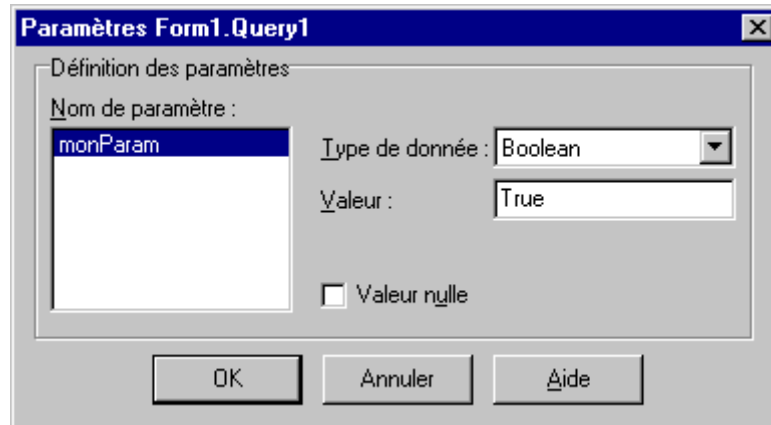 Paramètres Form1.Query1
Définition des paramètres
Nom de paramètre :
monParam
Type de donnée : Boolean
Valeur : True
Valeur nulle
OK Annuler Aide